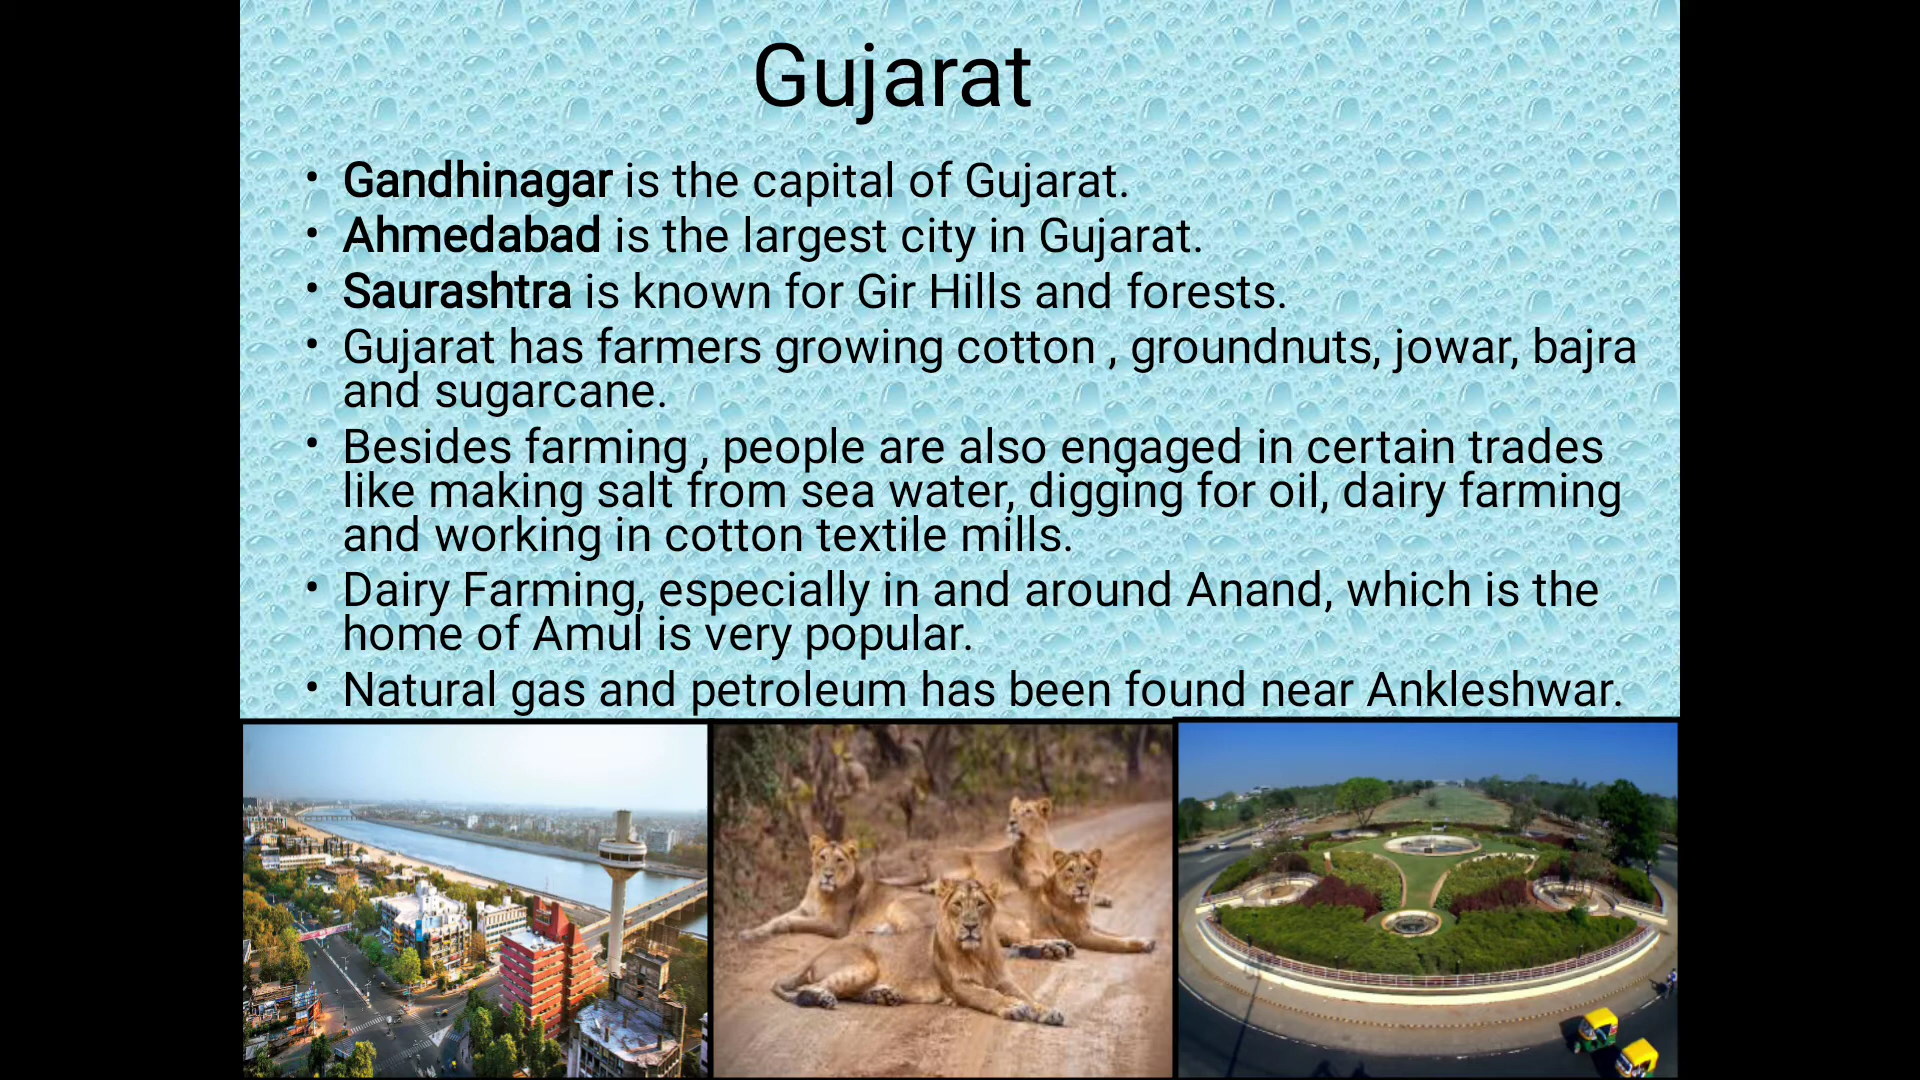 Gujarat
• Gandhinagar is the capital of Gujarat.
• Ahmedabad is the largest city in Gujarat.
• Saurashtra is known for Gir Hills and forests.
• Gujarat has farmers growing cotton , groundnuts, jowar, bajra
and sugarcane.
• Besides farming , people are also engaged in certain trades
like making salt from sea water, digging for oil, dairy farming
and working in cotton textile mills.
• Dairy Farming, especially in and around Anand, which is the
home of Amul is very popular.
• Natural gas and petroleum has been found near Ankleshwar.